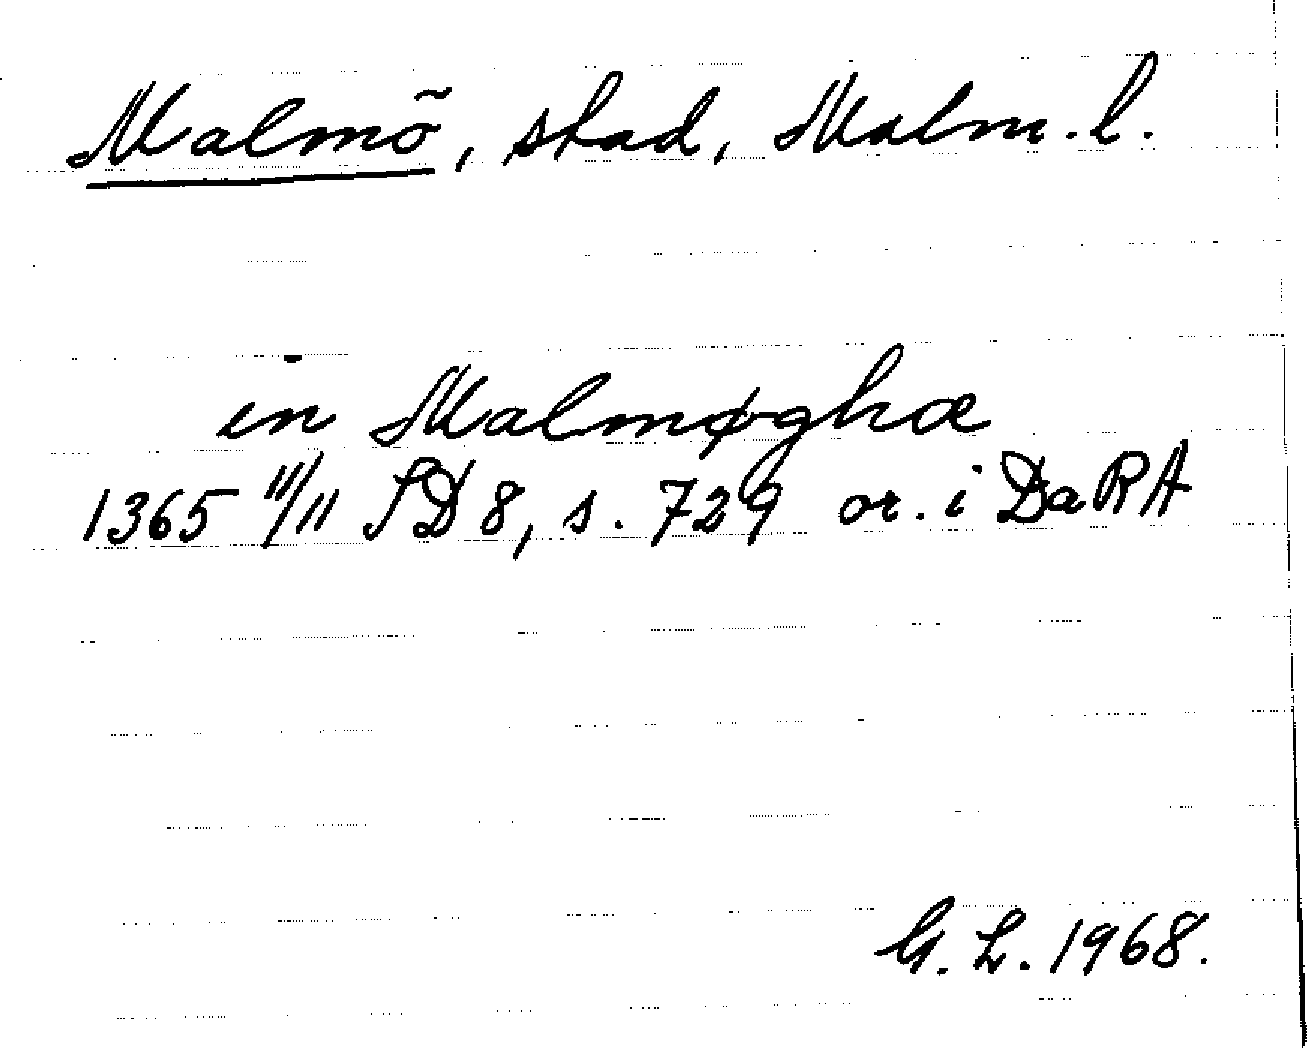 Malmö, stad, Malm. l.
in Malmøghæ
1365 11/11 SD 8, s. 729 or. i DaRA
G. L. 1968.